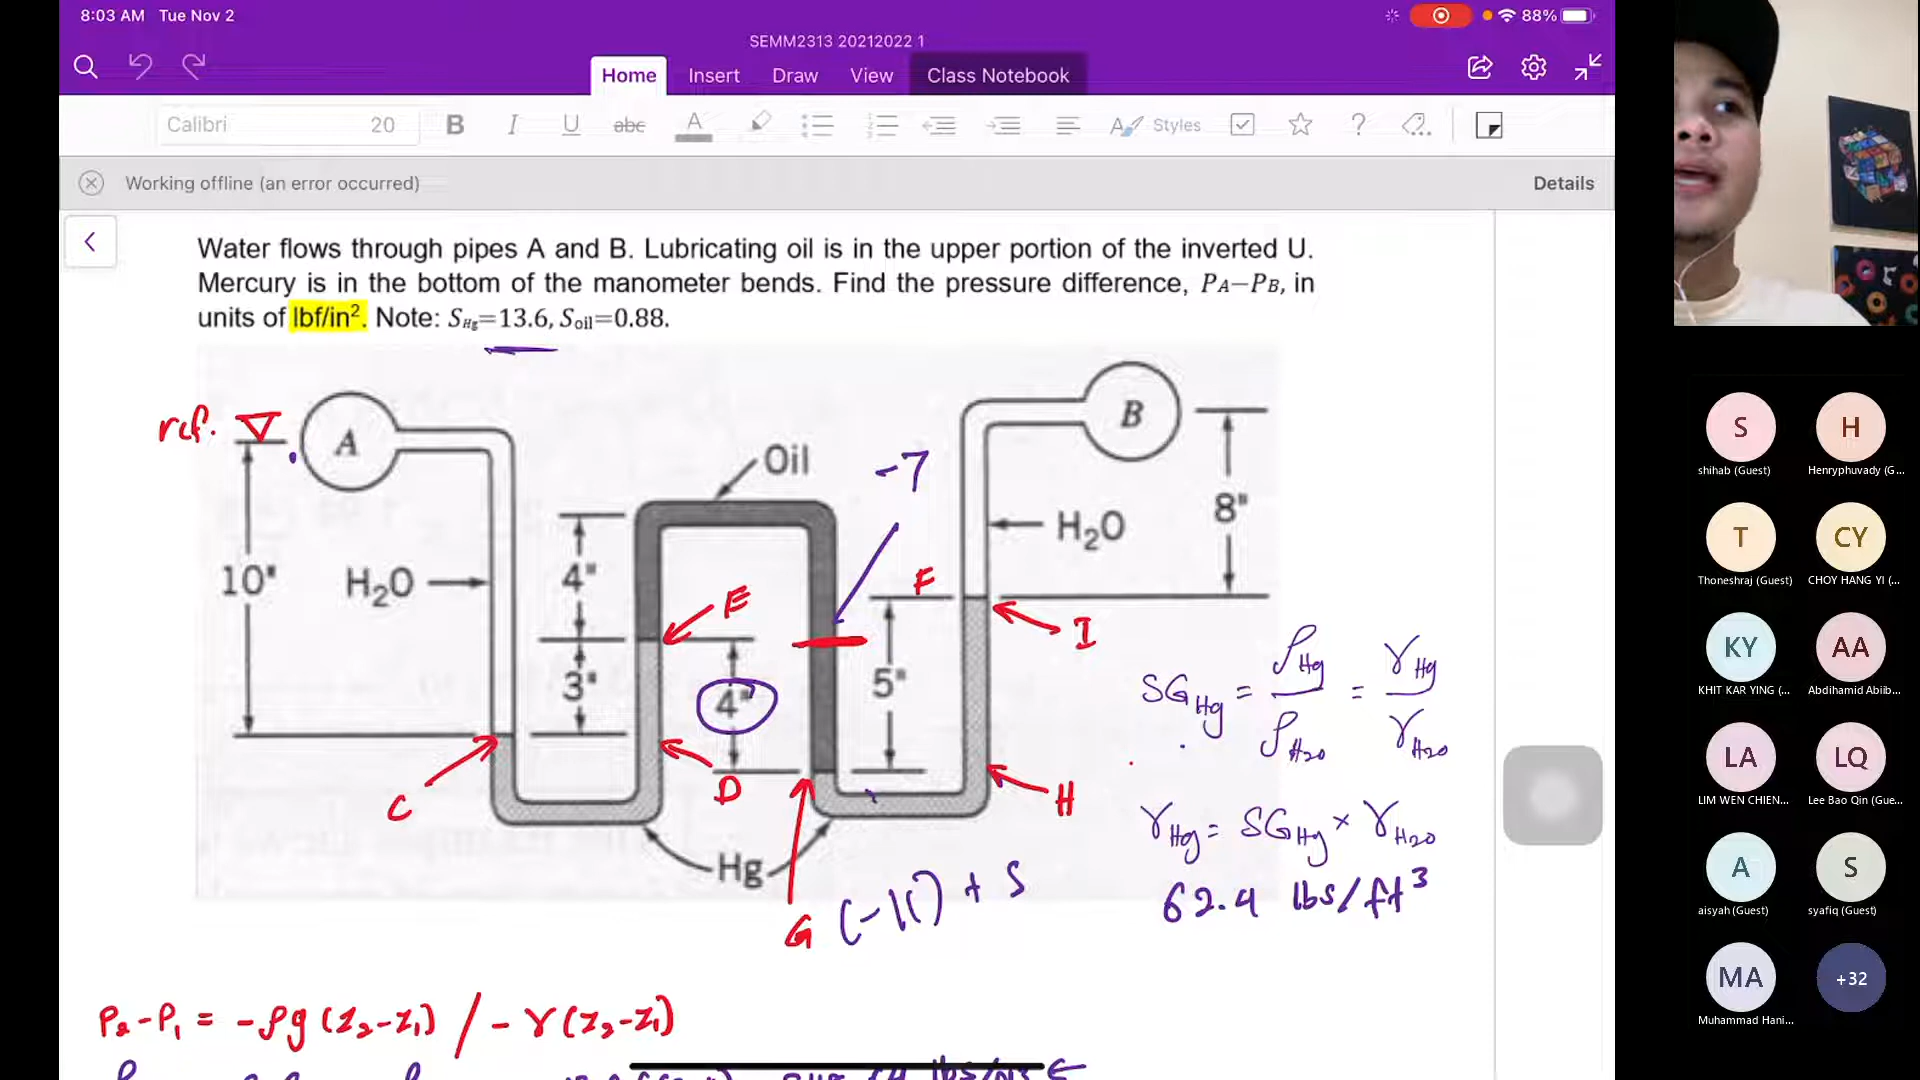 8:03 AM Tue Nov 2
88%
SEMM2313 20212022 1
Home Insert Draw View Class Notebook
Calibri 20 B I U abc A Styles
Working offline (an error occurred) Details
Water flows through pipes A and B. Lubricating oil is in the upper portion of the inverted U.
Mercury is in the bottom of the manometer bends. Find the pressure difference, PA–PB, in
units of lbf/in². Note: SHg=13.6, Soil=0.88.
ref. A
B
Oil
-7
10"
H₂O
4"
E
F
H₂O
8"
3"
4"
5"
I
C
D
H
Hg
G (-11) + 5
SG Hg = ρHg / ρH₂O = γHg / γH₂O
γHg = SG Hg × γH₂O
62.4 lbs/ft³
P₂-P₁ = -ρg (z₂-z₁) / - γ(z₂-z₁)
S
shihab (Guest)
H
Henryphuvady (G...
T
Thoneshraj (Guest)
CY
CHOY HANG YI (...
KY
KHIT KAR YING (...
AA
Abdihamid Abiib...
LA
LIM WEN CHIEN...
LQ
Lee Bao Qin (Gue...
A
aisyah (Guest)
S
syafiq (Guest)
MA
Muhammad Hani...
+32